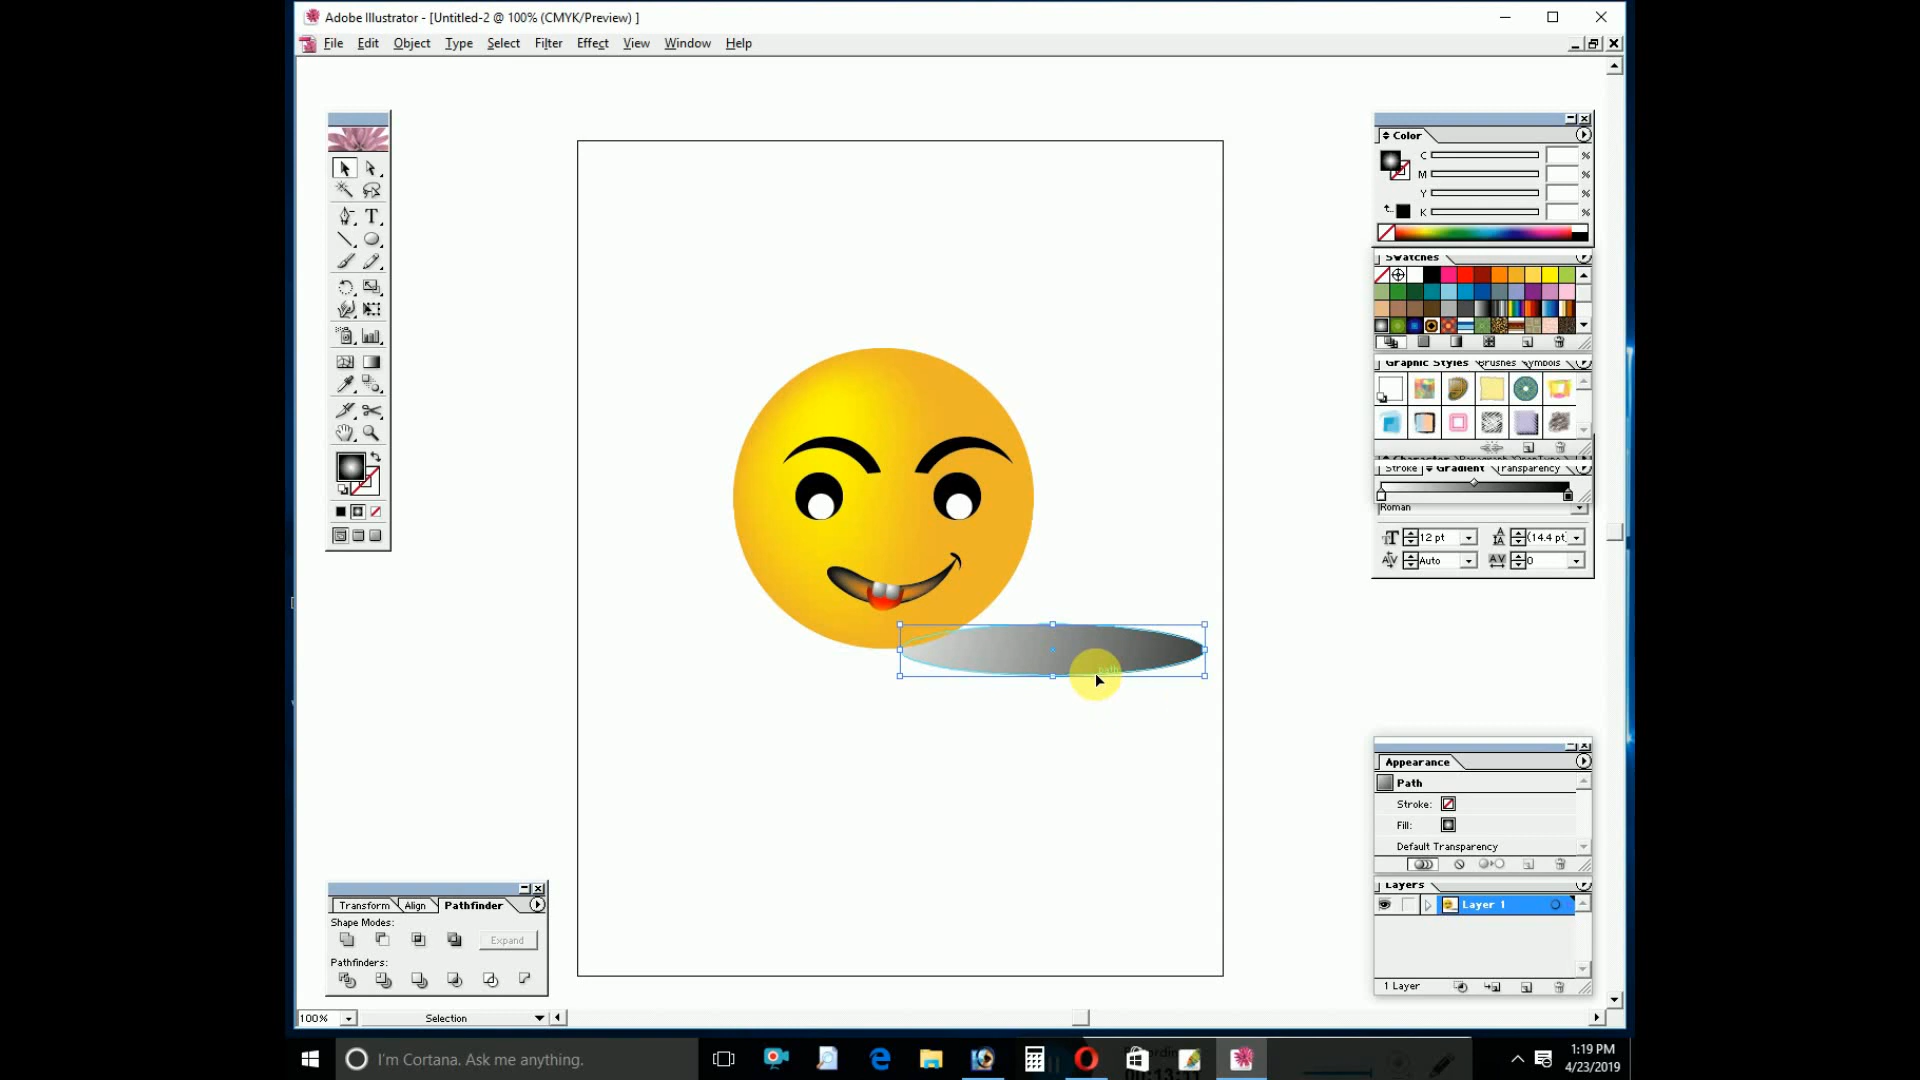 Adobe Illustrator - [Untitled-2 @ 100% (CMYK/Preview) ]
File Edit Object Type Select Filter Effect View Window Help
Color
C %
M %
Y %
K %
Swatches
Graphic Styles Brushes Symbols
Character Paragraph OpenType
Stroke Gradient Transparency
Roman
12 pt (14.4 pt)
Auto 0
path
Appearance
Path
Stroke:
Fill:
Default Transparency
Layers
Layer 1
1 Layer
Transform Align Pathfinder
Shape Modes:
Expand
Pathfinders:
100% Selection
I'm Cortana. Ask me anything.
1:19 PM
4/23/2019